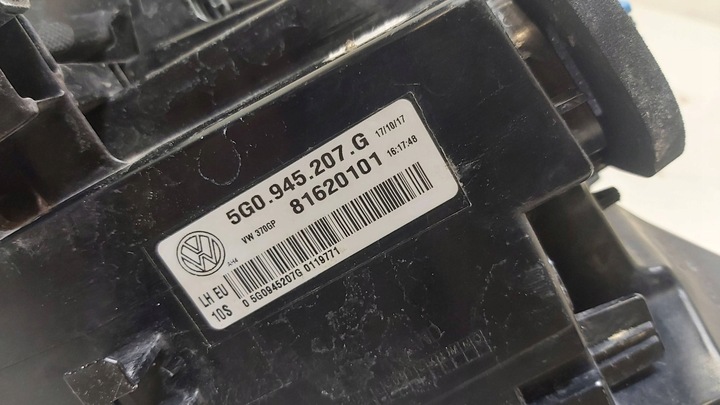 5G0.945.207.G 17/10/17
VW 370GP 81620101 16:17:48
LH EU
10S 0 5G0945207G 0119771